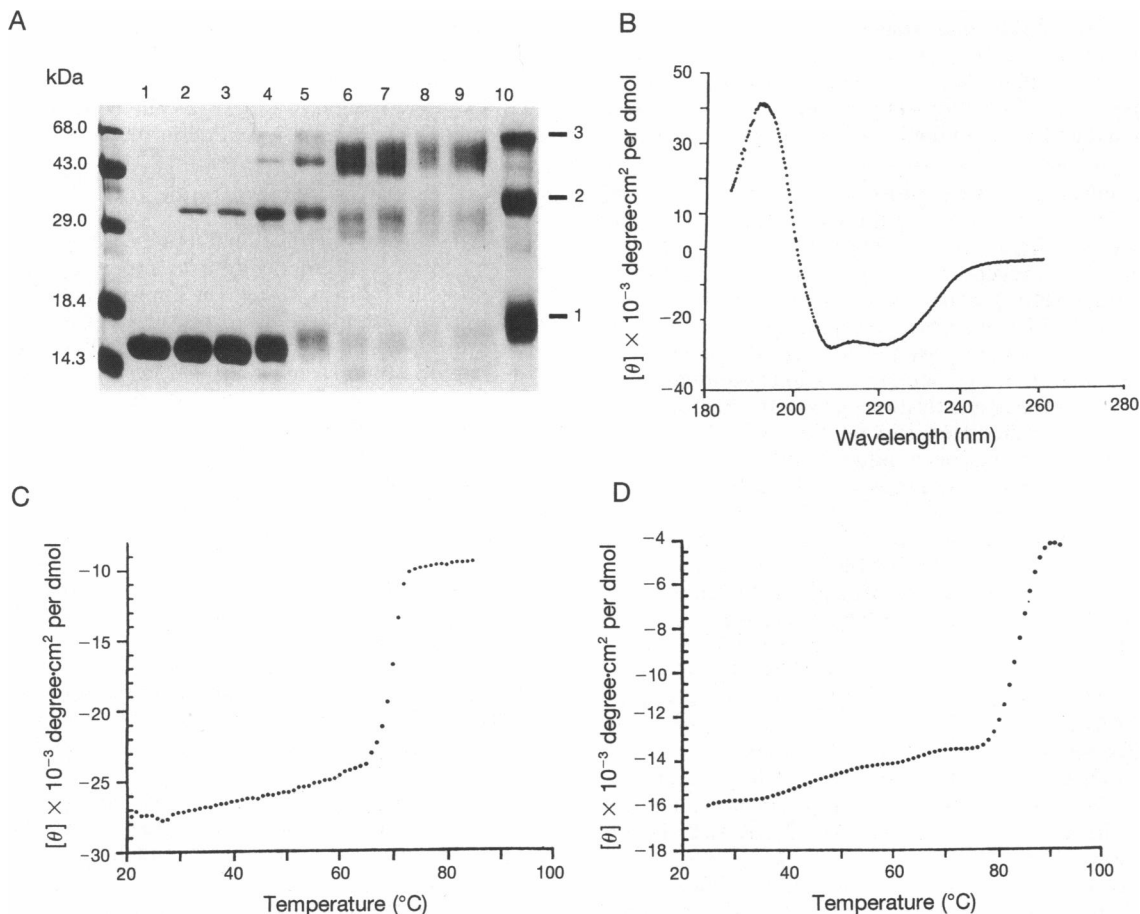 A
kDa
1 2 3 4 5 6 7 8 9 10
68.0
43.0
29.0
18.4
14.3
3
2
1
B
[θ] × 10⁻³ degree·cm² per dmol
50
40
30
20
10
0
−20
−40
180 200 220 240 260 280
Wavelength (nm)
C
[θ] × 10⁻³ degree·cm² per dmol
−10
−15
−20
−25
−30
20 40 60 80 100
Temperature (°C)
D
[θ] × 10⁻³ degree·cm² per dmol
−4
−6
−8
−10
−12
−14
−16
−18
20 40 60 80 100
Temperature (°C)